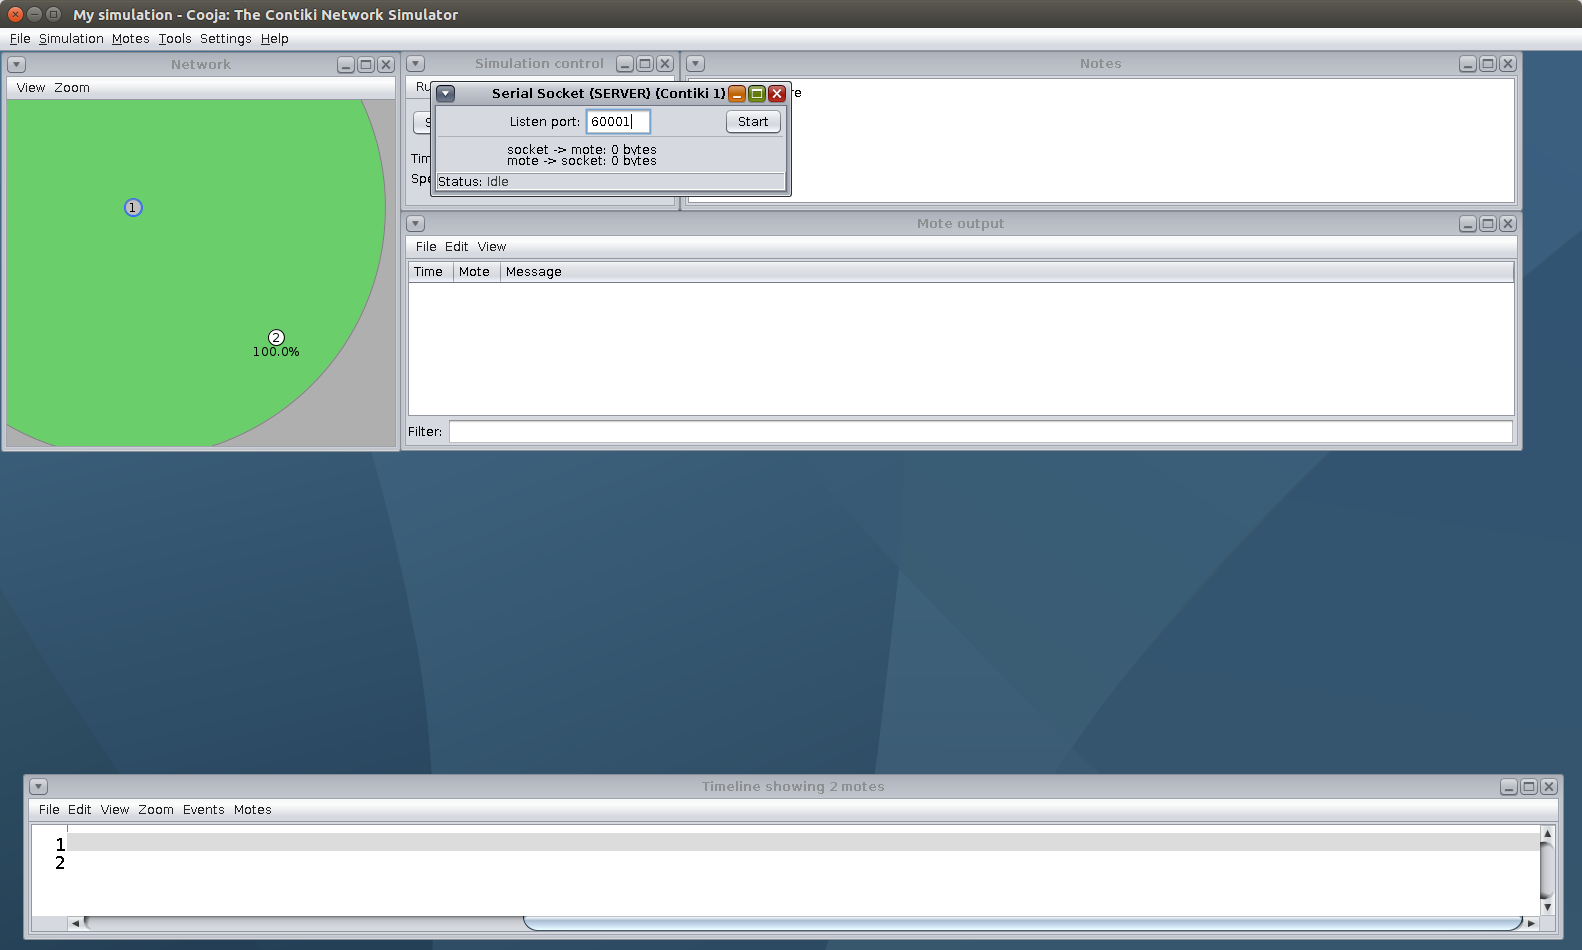 My simulation - Cooja: The Contiki Network Simulator
File Simulation Motes Tools Settings Help
Network
View Zoom
1
2
100.0%
Simulation control
Ru
S
Tim
Spe
Serial Socket (SERVER) (Contiki 1)
Listen port: 60001 Start
socket -> mote: 0 bytes
mote -> socket: 0 bytes
Status: Idle
Notes
re
Mote output
File Edit View
Time Mote Message
Filter:
Timeline showing 2 motes
File Edit View Zoom Events Motes
1
2